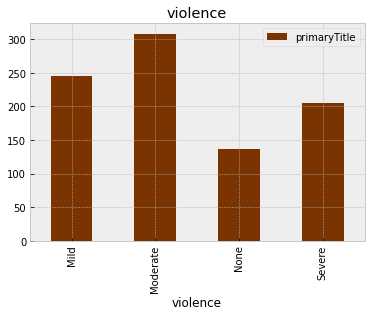 violence
primaryTitle
300
250
200
150
100
50
0
Mild
Moderate
None
Severe
violence